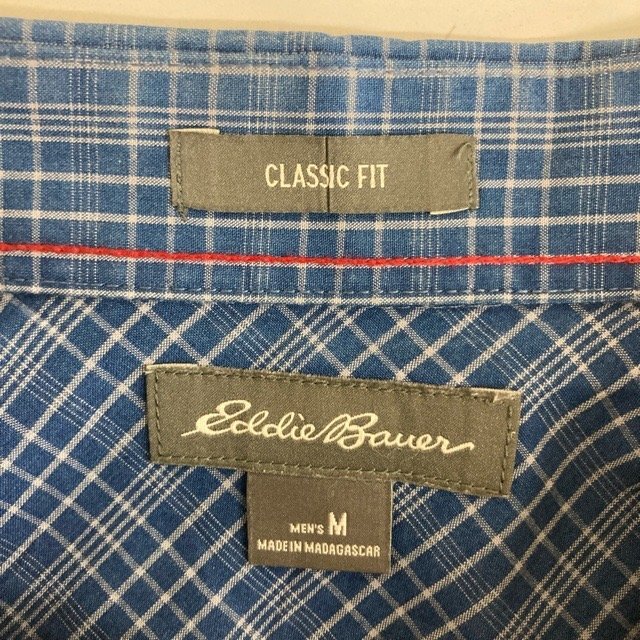 CLASSIC FIT
Eddie Bauer
MEN'S M
MADE IN MADAGASCAR